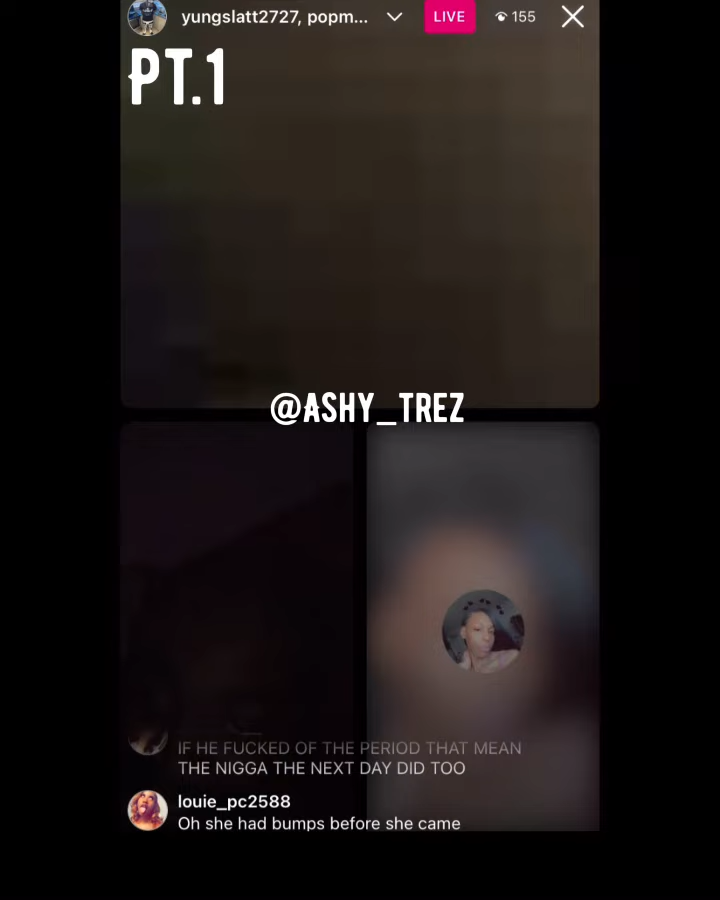 yungslatt2727, popm...
LIVE
155
PT.1
@ASHY_TREZ
IF HE FUCKED OF THE PERIOD THAT MEAN
THE NIGGA THE NEXT DAY DID TOO
louie_pc2588
Oh she had bumps before she came